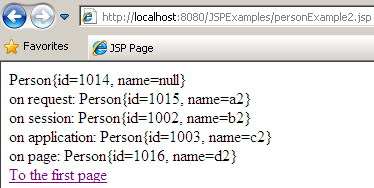 http://localhost:8080/JSPExamples/personExample2.jsp
Favorites JSP Page
Person{id=1014, name=null}
on request: Person{id=1015, name=a2}
on session: Person{id=1002, name=b2}
on application: Person{id=1003, name=c2}
on page: Person{id=1016, name=d2}
To the first page